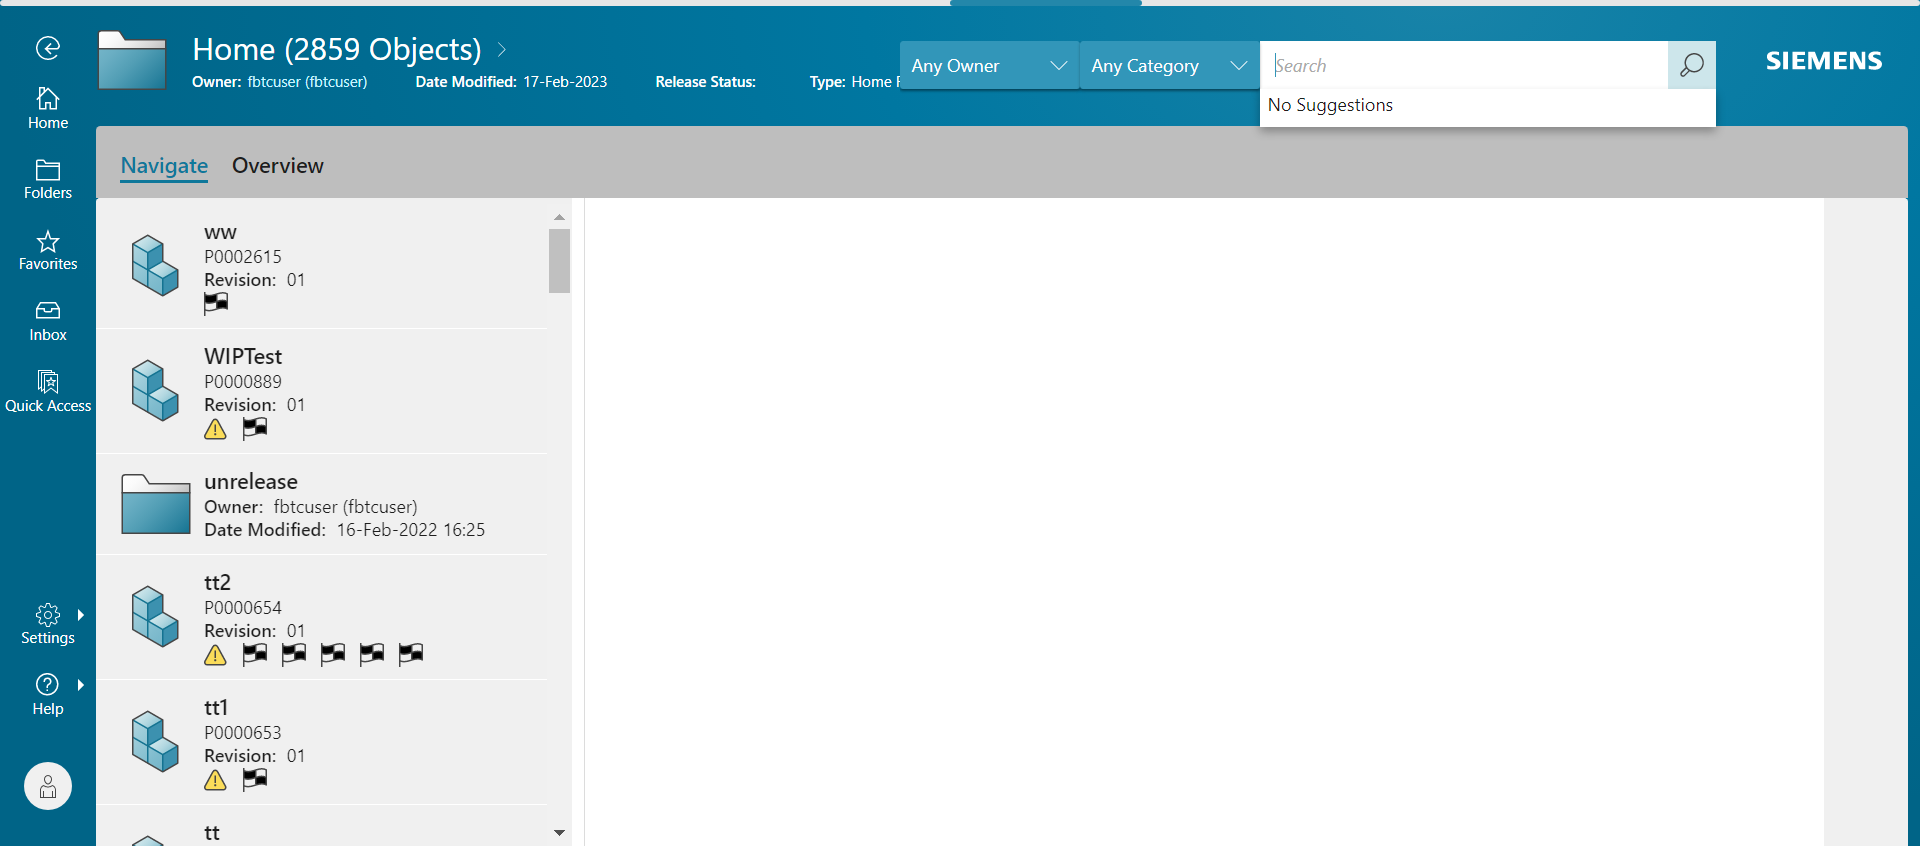 Home (2859 Objects)
Owner: fbtcuser (fbtcuser) Date Modified: 17-Feb-2023 Release Status: Type: Home
Any Owner
Any Category
Search
No Suggestions
SIEMENS
Home
Folders
Favorites
Inbox
Quick Access
Settings
Help
Navigate Overview
ww
P0002615
Revision: 01
WIPTest
P0000889
Revision: 01
unrelease
Owner: fbtcuser (fbtcuser)
Date Modified: 16-Feb-2022 16:25
tt2
P0000654
Revision: 01
tt1
P0000653
Revision: 01
tt